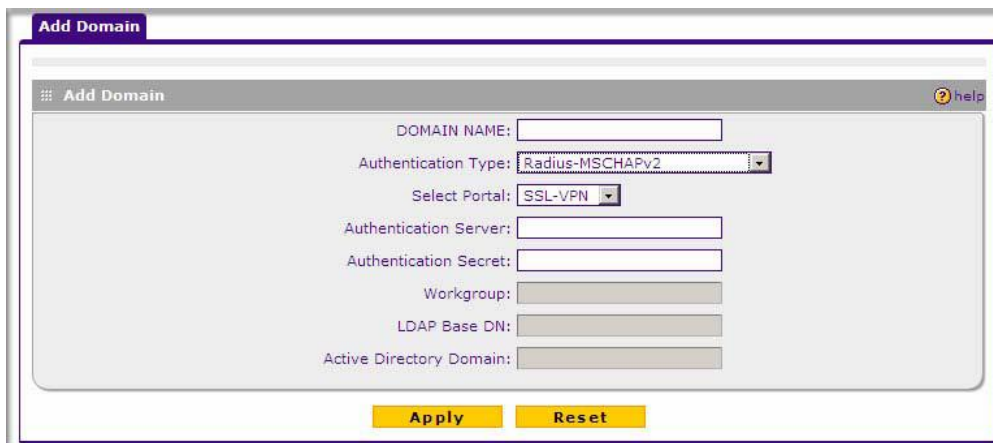 Add Domain
Add Domain
help
DOMAIN NAME:
Authentication Type: Radius-MSCHAPv2
Select Portal: SSL-VPN
Authentication Server:
Authentication Secret:
Workgroup:
LDAP Base DN:
Active Directory Domain:
Apply Reset